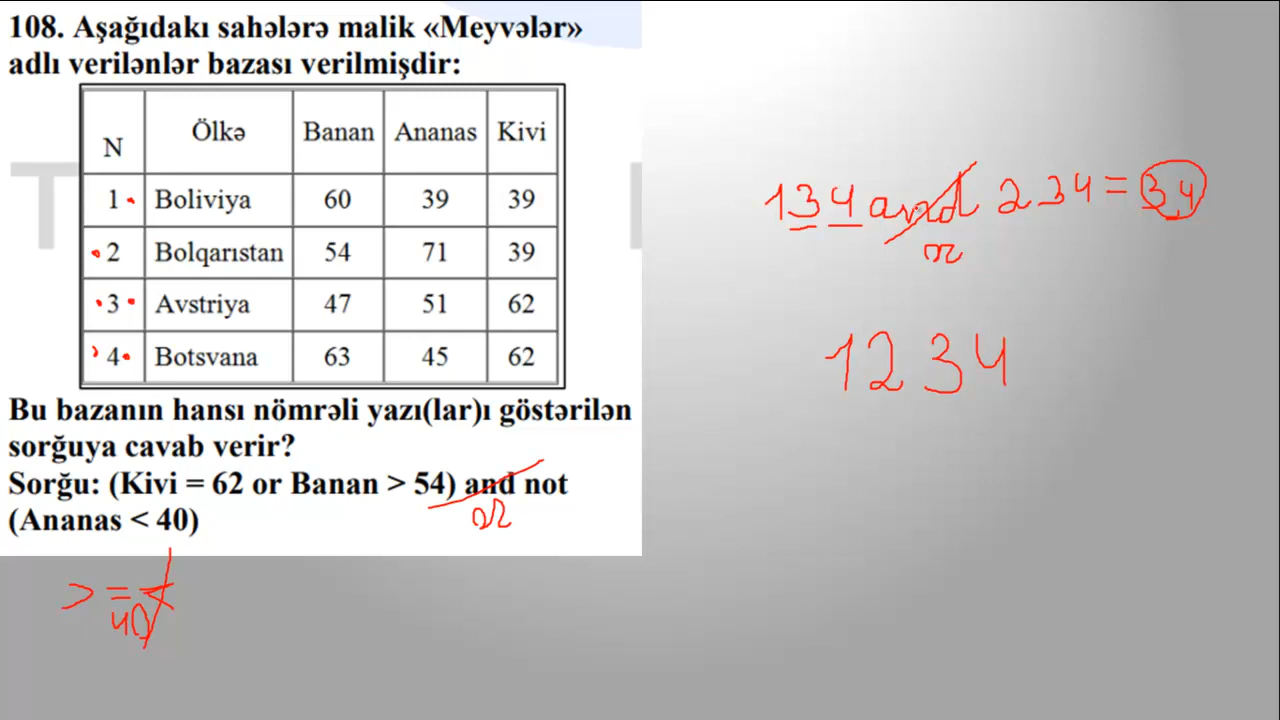 108. Aşağıdakı sahələrə malik «Meyvələr»
adlı verilənlər bazası verilmişdir:
N Ölkə Banan Ananas Kivi
1 Boliviya 60 39 39
2 Bolqarıstan 54 71 39
3 Avstriya 47 51 62
4 Botsvana 63 45 62
Bu bazanın hansı nömrəli yazı(lar)ı göstərilən
sorğuya cavab verir?
Sorğu: (Kivi = 62 or Banan > 54) and not
or
(Ananas < 40)
> = <
40
134 and 234 = 34
or
1234